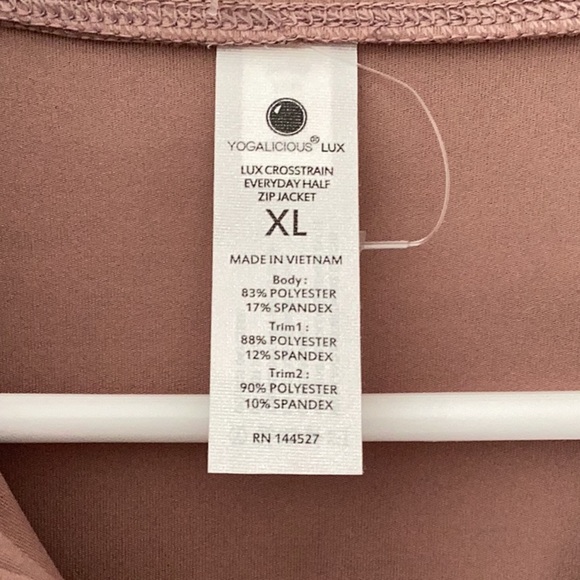 YOGALICIOUS® LUX
LUX CROSSTRAIN
EVERYDAY HALF
ZIP JACKET
XL
MADE IN VIETNAM
Body:
83% POLYESTER
17% SPANDEX
Trim1:
88% POLYESTER
12% SPANDEX
Trim2:
90% POLYESTER
10% SPANDEX
RN 144527